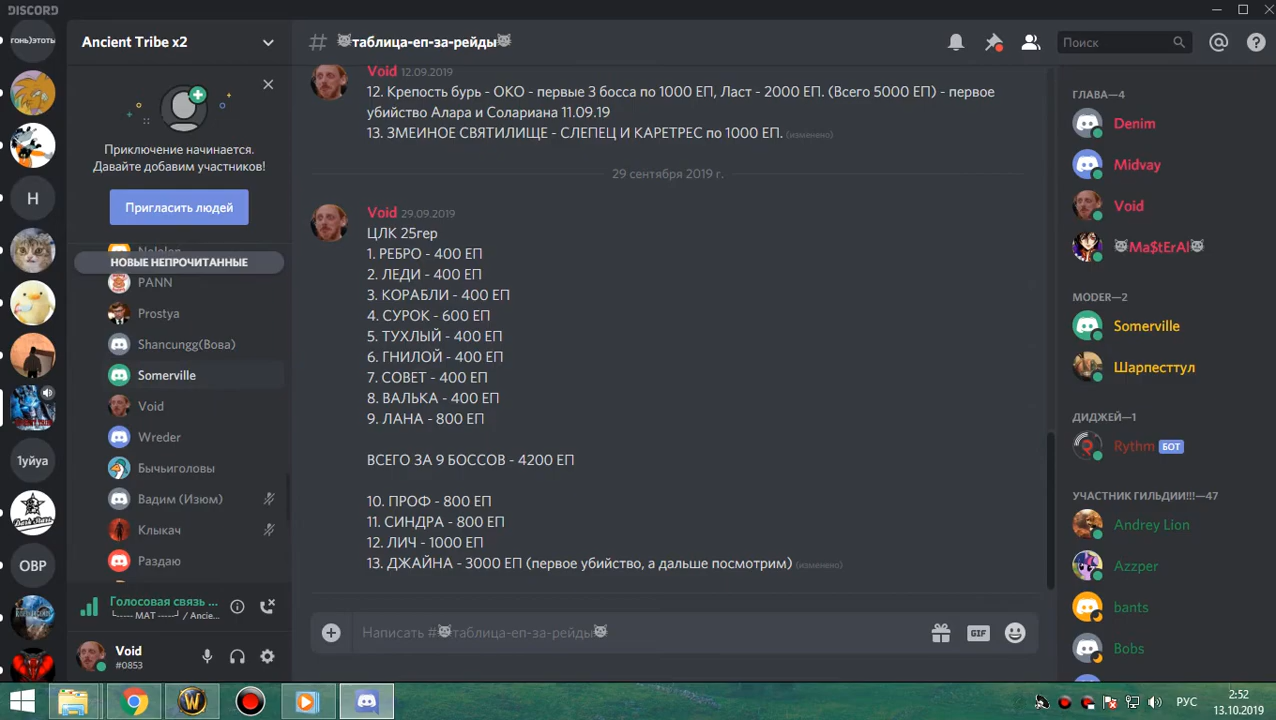 DISCORD
гонь)этоты
Н
1уйуа
ОВР
Ancient Tribe x2
Приключение начинается.
Давайте добавим участников!
Пригласить людей
НОВЫЕ НЕПРОЧИТАННЫЕ
PANN
Prostya
Shancungg(Вова)
Somerville
Void
Wreder
Бычьиголовы
Вадим (Изюм)
Клыкач
Раздаю
Голосовая связь ...
└----- МАТ -----┘ / Ancie...
Void
#0853
# 🐱таблица-еп-за-рейды🐱
Void 12.09.2019
12. Крепость бурь - ОКО - первые 3 босса по 1000 ЕП, Ласт - 2000 ЕП. (Всего 5000 ЕП) - первое
убийство Алара и Солариана 11.09.19
13. ЗМЕИНОЕ СВЯТИЛИЩЕ - СЛЕПЕЦ И КАРЕТРЕС по 1000 ЕП. (изменено)
29 сентября 2019 г.
Void 29.09.2019
ЦЛК 25гер
1. РЕБРО - 400 ЕП
2. ЛЕДИ - 400 ЕП
3. КОРАБЛИ - 400 ЕП
4. СУРОК - 600 ЕП
5. ТУХЛЫЙ - 400 ЕП
6. ГНИЛОЙ - 400 ЕП
7. СОВЕТ - 400 ЕП
8. ВАЛЬКА - 400 ЕП
9. ЛАНА - 800 ЕП
ВСЕГО ЗА 9 БОССОВ - 4200 ЕП
10. ПРОФ - 800 ЕП
11. СИНДРА - 800 ЕП
12. ЛИЧ - 1000 ЕП
13. ДЖАЙНА - 3000 ЕП (первое убийство, а дальше посмотрим) (изменено)
Написать #🐱таблица-еп-за-рейды🐱
GIF
Поиск
ГЛАВА—4
Denim
Midvay
Void
🐱Ma$tErAl🐱
MODER—2
Somerville
Шарпесттул
ДИДЖЕЙ—1
Rythm БОТ
УЧАСТНИК ГИЛЬДИИ!!!—47
Andrey Lion
Azzper
bants
Bobs
РУС
2:52
13.10.2019